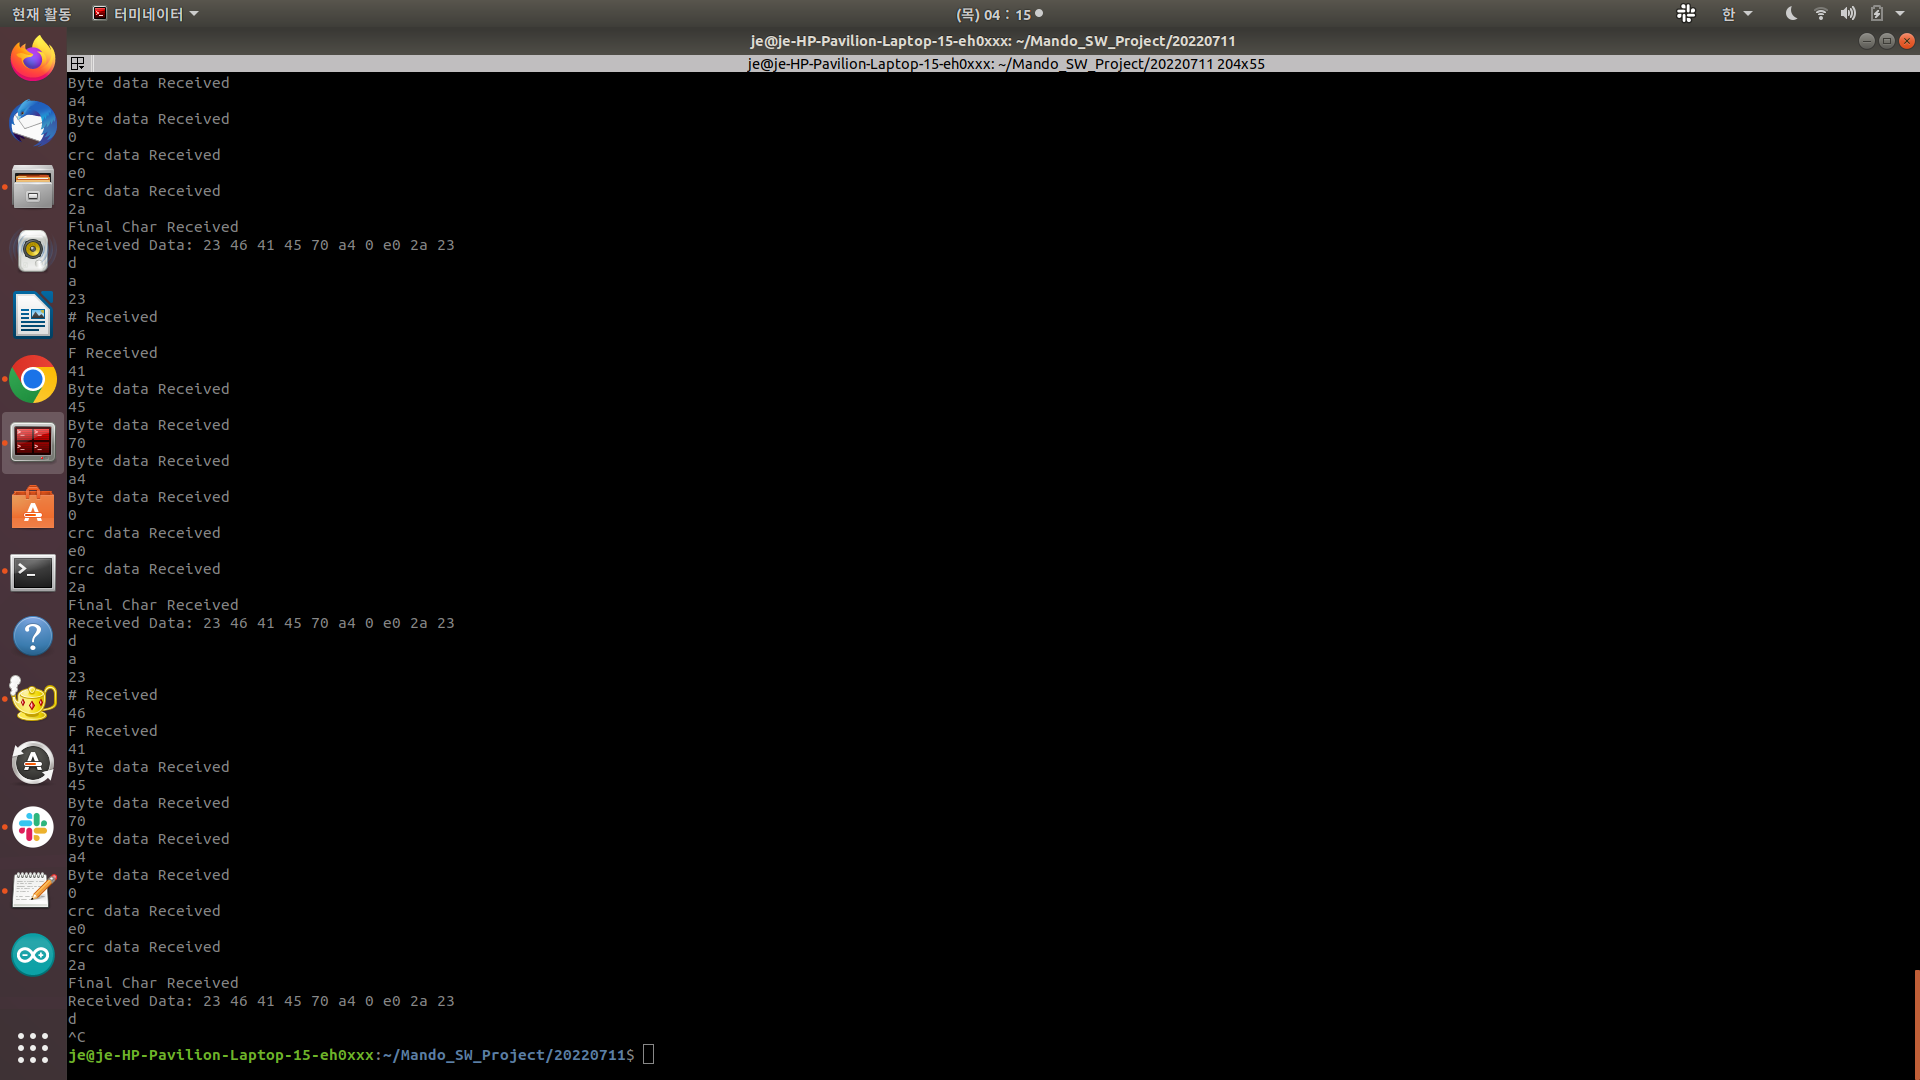 현재 활동
터미네이터
(목) 04 : 15
한
je@je-HP-Pavilion-Laptop-15-eh0xxx: ~/Mando_SW_Project/20220711
je@je-HP-Pavilion-Laptop-15-eh0xxx: ~/Mando_SW_Project/20220711 204x55
Byte data Received
a4
Byte data Received
0
crc data Received
e0
crc data Received
2a
Final Char Received
Received Data: 23 46 41 45 70 a4 0 e0 2a 23
d
a
23
# Received
46
F Received
41
Byte data Received
45
Byte data Received
70
Byte data Received
a4
Byte data Received
0
crc data Received
e0
crc data Received
2a
Final Char Received
Received Data: 23 46 41 45 70 a4 0 e0 2a 23
d
a
23
# Received
46
F Received
41
Byte data Received
45
Byte data Received
70
Byte data Received
a4
Byte data Received
0
crc data Received
e0
crc data Received
2a
Final Char Received
Received Data: 23 46 41 45 70 a4 0 e0 2a 23
d
^C
je@je-HP-Pavilion-Laptop-15-eh0xxx:~/Mando_SW_Project/20220711$